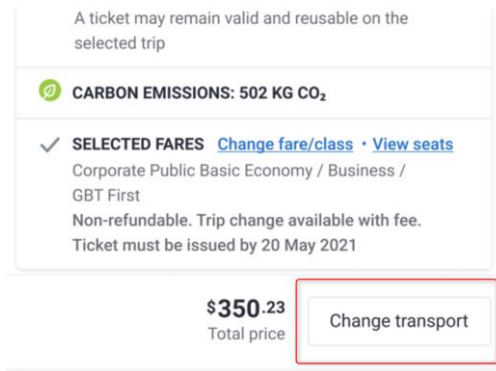 A ticket may remain valid and reusable on the
selected trip
CARBON EMISSIONS: 502 KG CO₂
SELECTED FARES Change fare/class • View seats
Corporate Public Basic Economy / Business /
GBT First
Non-refundable. Trip change available with fee.
Ticket must be issued by 20 May 2021
$350.23
Total price
Change transport